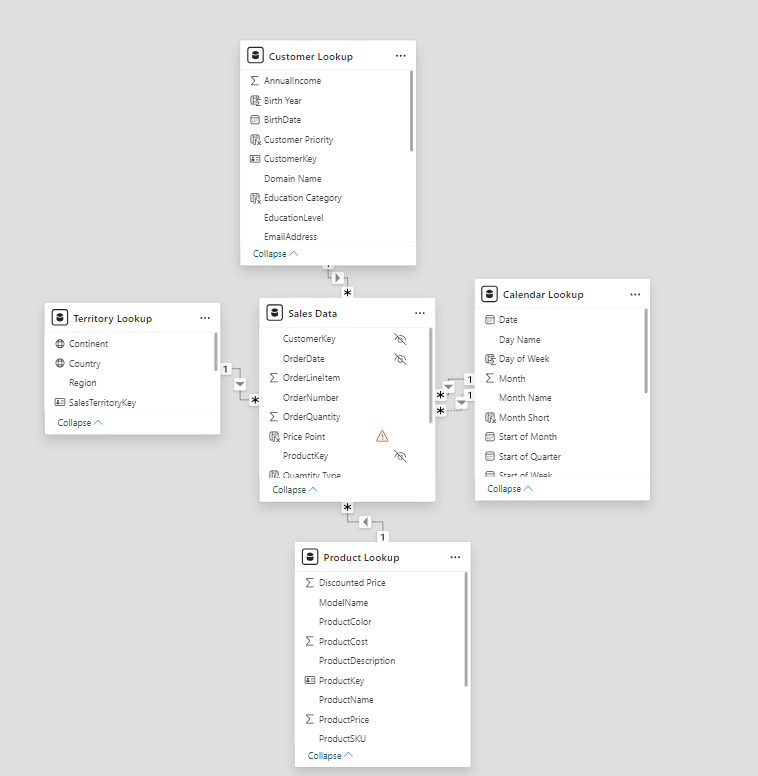 Customer Lookup
AnnualIncome
Birth Year
BirthDate
Customer Priority
CustomerKey
Domain Name
Education Category
EducationLevel
EmailAddress
Collapse
1
*
Territory Lookup
Continent
Country
Region
SalesTerritoryKey
Collapse
1
*
Sales Data
CustomerKey
OrderDate
OrderLineItem
OrderNumber
OrderQuantity
Price Point
ProductKey
Quantity Type
Collapse
*
1
*
1
*
Calendar Lookup
Date
Day Name
Day of Week
Month
Month Name
Month Short
Start of Month
Start of Quarter
Start of Week
Collapse
1
Product Lookup
Discounted Price
ModelName
ProductColor
ProductCost
ProductDescription
ProductKey
ProductName
ProductPrice
ProductSKU
Collapse